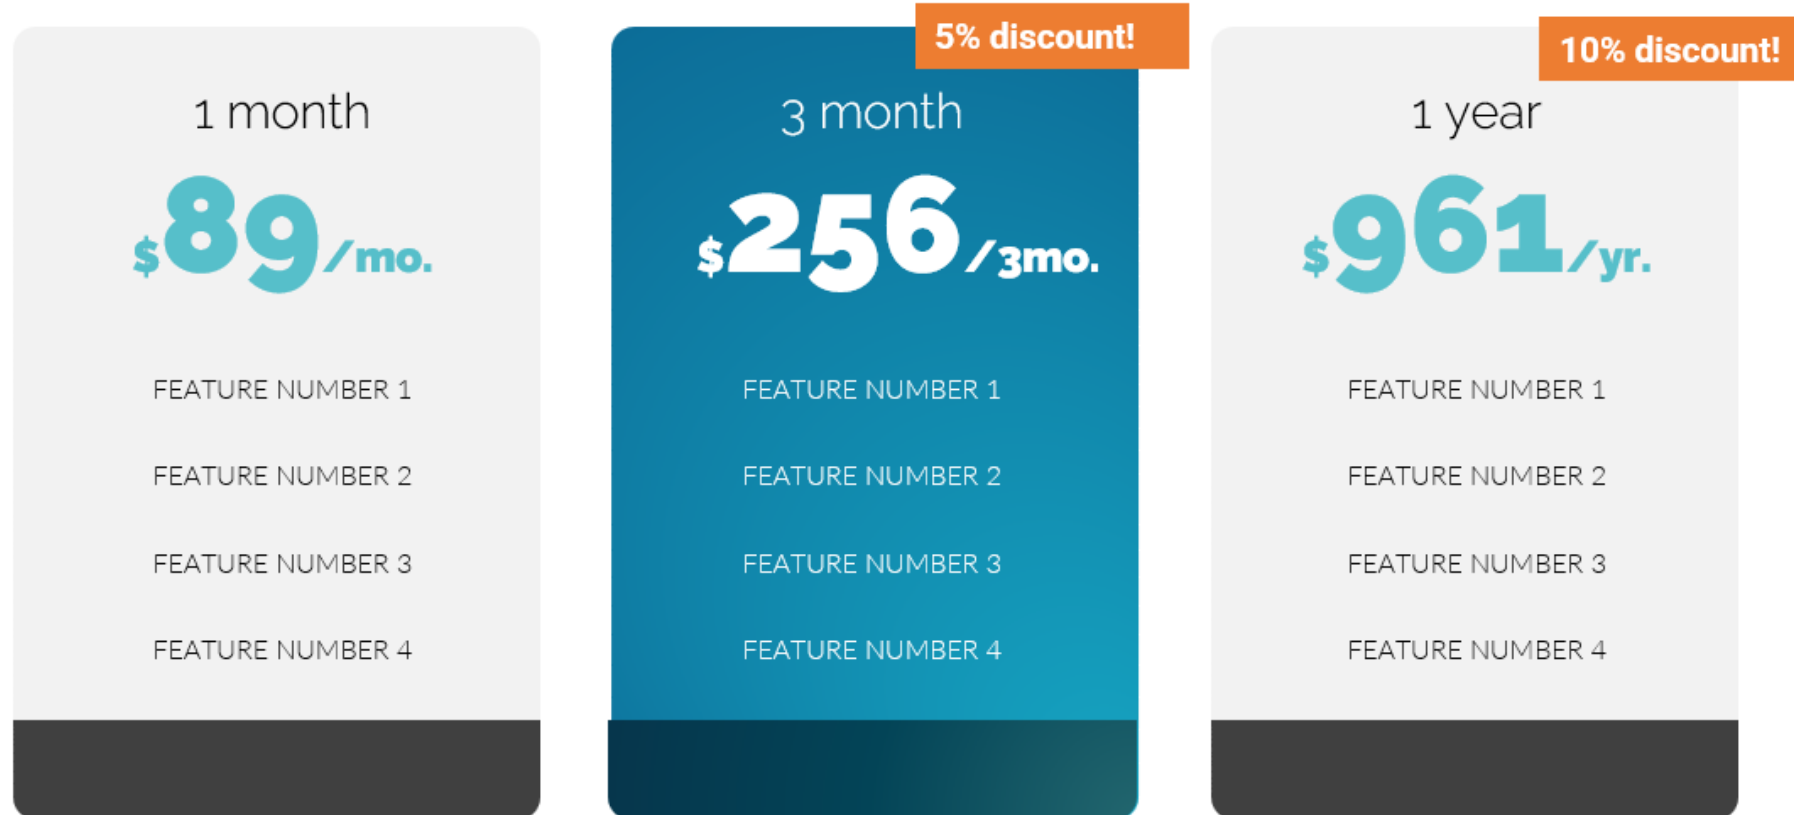 1 month
$89/mo.
FEATURE NUMBER 1
FEATURE NUMBER 2
FEATURE NUMBER 3
FEATURE NUMBER 4
5% discount!
3 month
$256/3mo.
FEATURE NUMBER 1
FEATURE NUMBER 2
FEATURE NUMBER 3
FEATURE NUMBER 4
10% discount!
1 year
$961/yr.
FEATURE NUMBER 1
FEATURE NUMBER 2
FEATURE NUMBER 3
FEATURE NUMBER 4